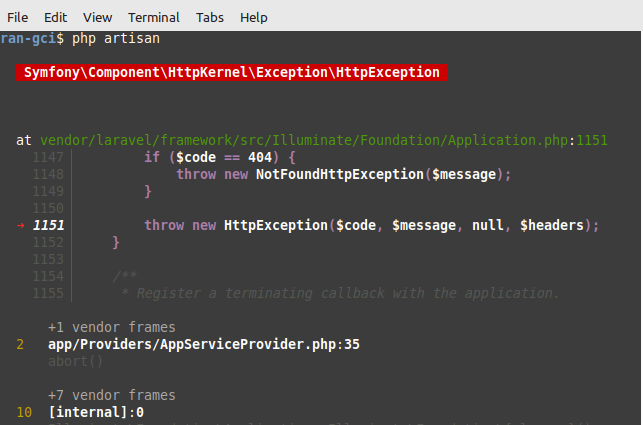 File Edit View Terminal Tabs Help
ran-gci$ php artisan
Symfony\Component\HttpKernel\Exception\HttpException
at vendor/laravel/framework/src/Illuminate/Foundation/Application.php:1151
1147 if ($code == 404) {
1148 throw new NotFoundHttpException($message);
1149 }
1150
➜ 1151 throw new HttpException($code, $message, null, $headers);
1152 }
1153
1154 /**
1155 * Register a terminating callback with the application.
+1 vendor frames
2 app/Providers/AppServiceProvider.php:35
abort()
+7 vendor frames
10 [internal]:0